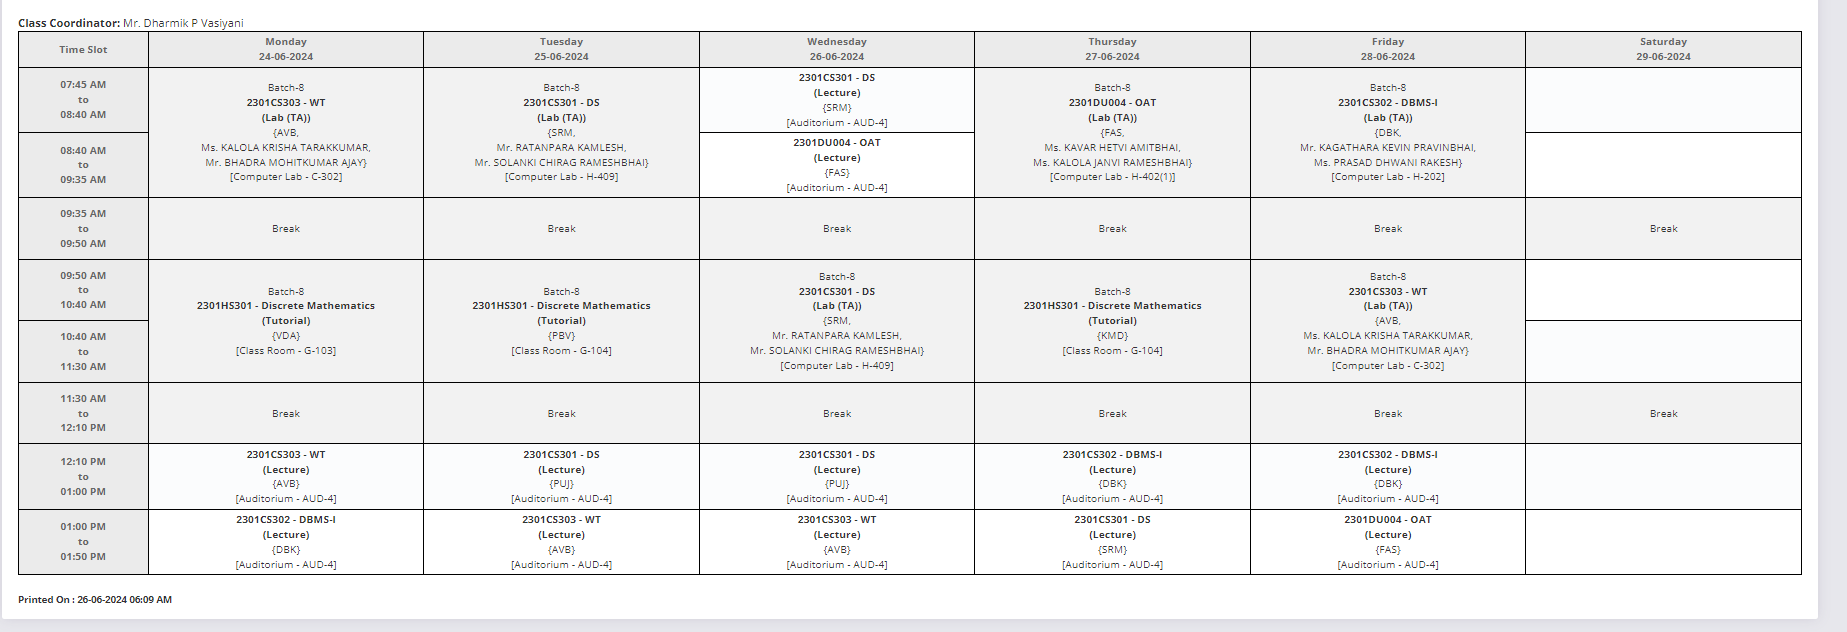 Class Coordinator: Mr. Dharmik P Vasiyani
Time Slot
Monday
24-06-2024
Tuesday
25-06-2024
Wednesday
26-06-2024
Thursday
27-06-2024
Friday
28-06-2024
Saturday
29-06-2024
07:45 AM
to
08:40 AM
Batch-8
2301CS303 - WT
(Lab (TA))
{AVB,
Ms. KALOLA KRISHA TARAKKUMAR,
Mr. BHADRA MOHITKUMAR AJAY}
[Computer Lab - C-302]
Batch-8
2301CS301 - DS
(Lab (TA))
{SRM,
Mr. RATANPARA KAMLESH,
Mr. SOLANKI CHIRAG RAMESHBHAI}
[Computer Lab - H-409]
2301CS301 - DS
(Lecture)
{SRM}
[Auditorium - AUD-4]
Batch-8
2301DU004 - OAT
(Lab (TA))
{FAS,
Ms. KAVAR HETVI AMITBHAI,
Ms. KALOLA JANVI RAMESHBHAI}
[Computer Lab - H-402(1)]
Batch-8
2301CS302 - DBMS-I
(Lab (TA))
{DBK,
Mr. KAGATHARA KEVIN PRAVINBHAI,
Ms. PRASAD DHWANI RAKESH}
[Computer Lab - H-202]
08:40 AM
to
09:35 AM
2301DU004 - OAT
(Lecture)
{FAS}
[Auditorium - AUD-4]
09:35 AM
to
09:50 AM
Break
Break
Break
Break
Break
Break
09:50 AM
to
10:40 AM
Batch-8
2301HS301 - Discrete Mathematics
(Tutorial)
{VDA}
[Class Room - G-103]
Batch-8
2301HS301 - Discrete Mathematics
(Tutorial)
{PBV}
[Class Room - G-104]
Batch-8
2301CS301 - DS
(Lab (TA))
{SRM,
Mr. RATANPARA KAMLESH,
Mr. SOLANKI CHIRAG RAMESHBHAI}
[Computer Lab - H-409]
Batch-8
2301HS301 - Discrete Mathematics
(Tutorial)
{KMD}
[Class Room - G-104]
Batch-8
2301CS303 - WT
(Lab (TA))
{AVB,
Ms. KALOLA KRISHA TARAKKUMAR,
Mr. BHADRA MOHITKUMAR AJAY}
[Computer Lab - C-302]
10:40 AM
to
11:30 AM
11:30 AM
to
12:10 PM
Break
Break
Break
Break
Break
Break
12:10 PM
to
01:00 PM
2301CS303 - WT
(Lecture)
{AVB}
[Auditorium - AUD-4]
2301CS301 - DS
(Lecture)
{PUJ}
[Auditorium - AUD-4]
2301CS301 - DS
(Lecture)
{PUJ}
[Auditorium - AUD-4]
2301CS302 - DBMS-I
(Lecture)
{DBK}
[Auditorium - AUD-4]
2301CS302 - DBMS-I
(Lecture)
{DBK}
[Auditorium - AUD-4]
01:00 PM
to
01:50 PM
2301CS302 - DBMS-I
(Lecture)
{DBK}
[Auditorium - AUD-4]
2301CS303 - WT
(Lecture)
{AVB}
[Auditorium - AUD-4]
2301CS303 - WT
(Lecture)
{AVB}
[Auditorium - AUD-4]
2301CS301 - DS
(Lecture)
{SRM}
[Auditorium - AUD-4]
2301DU004 - OAT
(Lecture)
{FAS}
[Auditorium - AUD-4]
Printed On : 26-06-2024 06:09 AM